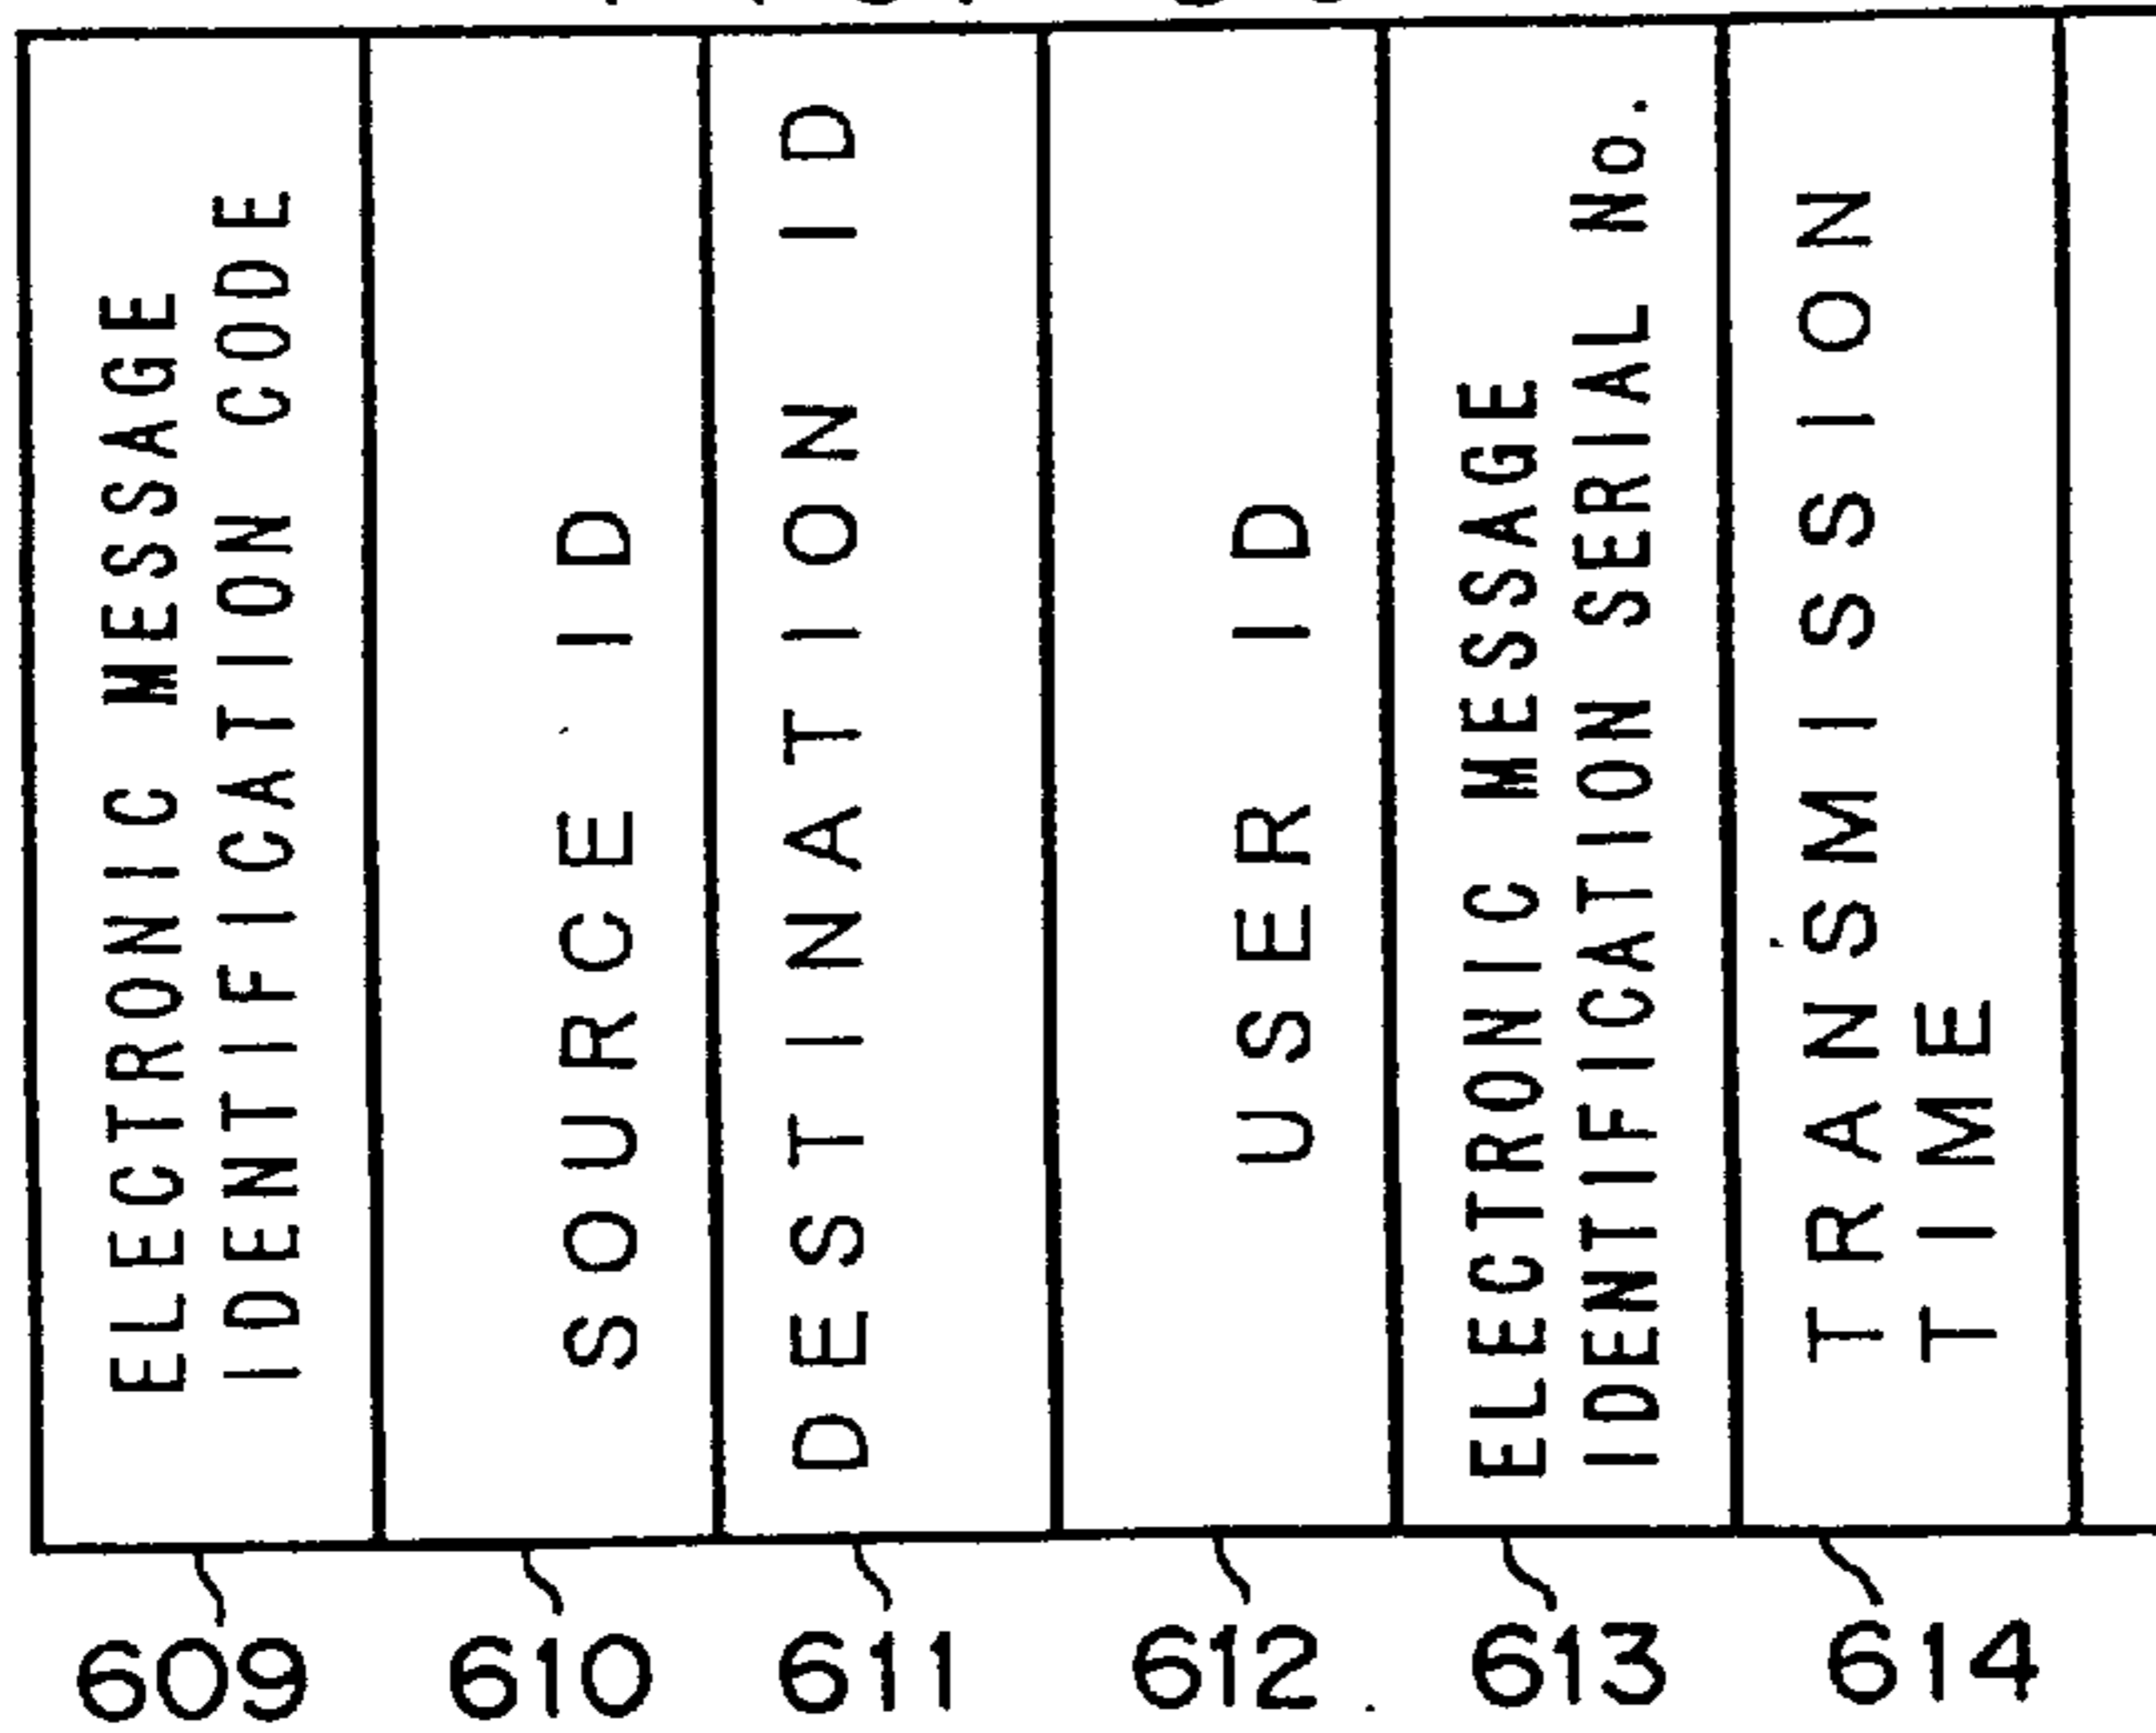 ELECTRONIC MESSAGE
IDENTIFICATION CODE
SOURCE ID
DESTINATION ID
USER ID
ELECTRONIC MESSAGE
IDENTIFICATION SERIAL No.
TRANSMISSION
TIME
609
610
611
612
613
614